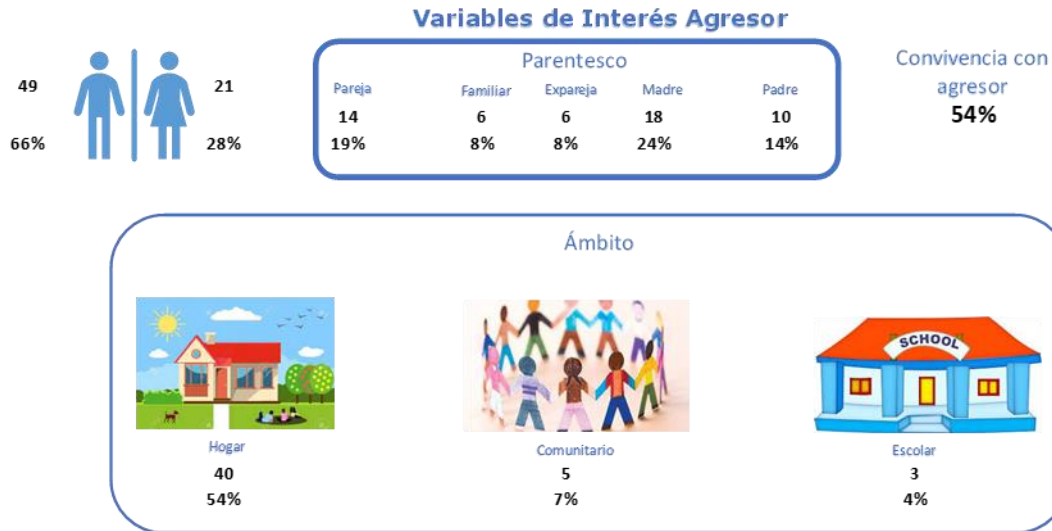 Variables de Interés Agresor
49
66%
21
28%
Parentesco
Pareja Familiar Expareja Madre Padre
14 6 6 18 10
19% 8% 8% 24% 14%
Convivencia con
agresor
54%
Ámbito
SCHOOL
Hogar Comunitario Escolar
40 5 3
54% 7% 4%